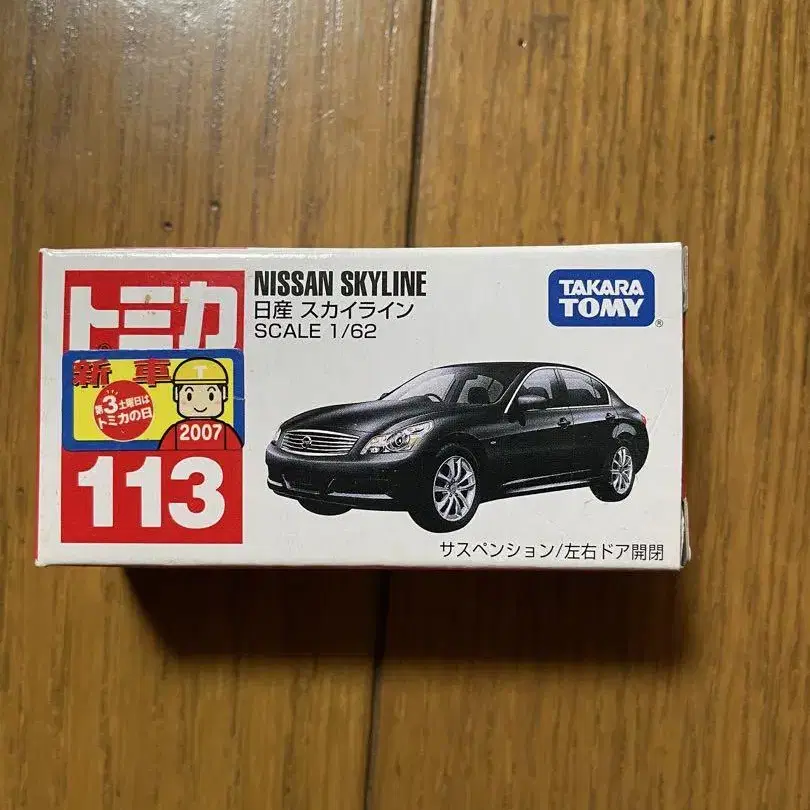 トミカ
新車
第3土曜日は
トミカの日
T
2007
113
NISSAN SKYLINE
日産 スカイライン
SCALE 1/62
TAKARA
TOMY®
サスペンション/左右ドア開閉